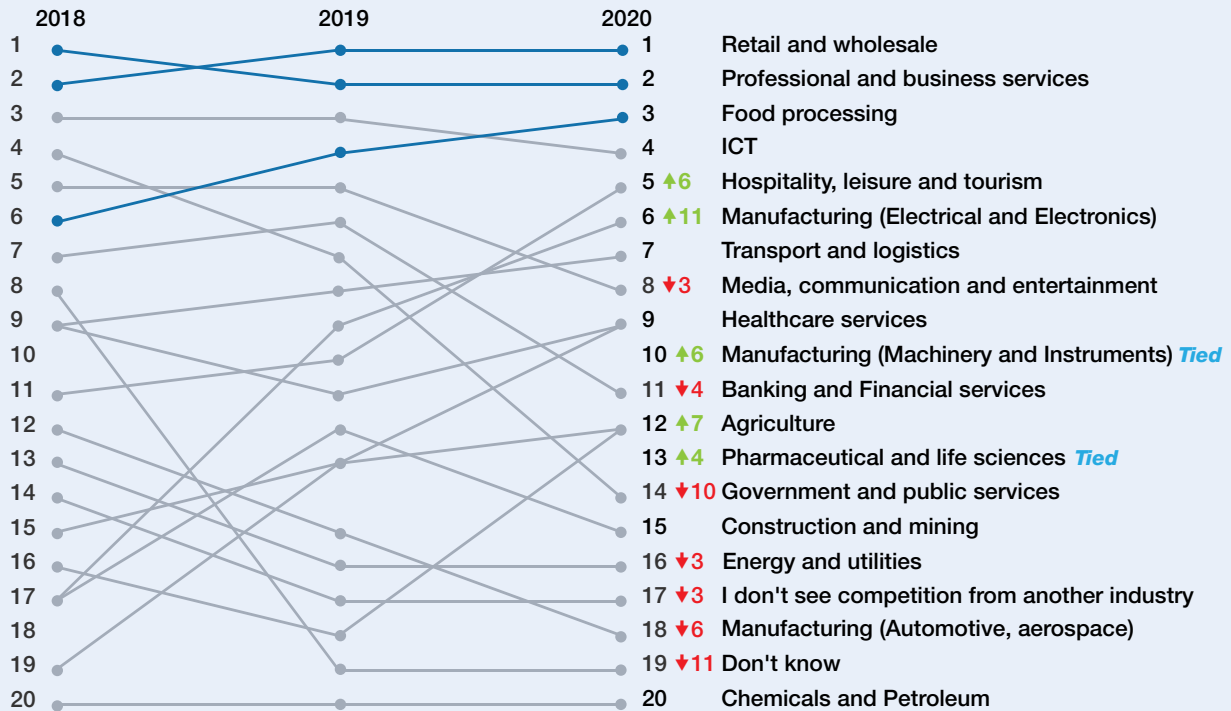 2018 2019 2020
1 1 Retail and wholesale
2 2 Professional and business services
3 3 Food processing
4 4 ICT
5 5 6 Hospitality, leisure and tourism
6 6 11 Manufacturing (Electrical and Electronics)
7 7 Transport and logistics
8 8 3 Media, communication and entertainment
9 9 Healthcare services
10 10 6 Manufacturing (Machinery and Instruments) Tied
11 11 4 Banking and Financial services
12 12 7 Agriculture
13 13 4 Pharmaceutical and life sciences Tied
14 14 10 Government and public services
15 15 Construction and mining
16 16 3 Energy and utilities
17 17 3 I don't see competition from another industry
18 18 6 Manufacturing (Automotive, aerospace)
19 19 11 Don't know
20 20 Chemicals and Petroleum